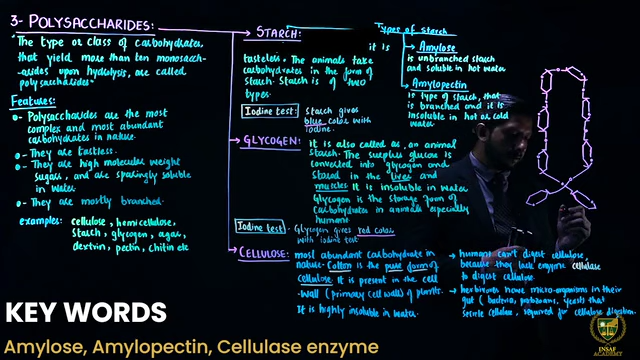 3- POLYSACCHARIDES:
"The type or class of carbohydrates
that yield more than ten monosach-
-arides upon hydrolysis, are called
polysaccharides"
Features:
o- Polysaccharides are the most
complex and most abundant
carbohydrates in nature.
o- They are tastless.
o- They are high molecular weight
sugars, and are sparingly soluble
in water.
o- They are mostly branched.
examples: cellulose, hemicellulose,
starch, glycogen, agar,
dextrin, pectin, chitin etc
STARCH:
it is
tasteless. The animals take
carbohydrates in the form of
starch. Starch is of two
types.
Iodine test: Starch gives
blue color with
Iodine.
GLYCOGEN:
It is also called as, an animal
starch. The surplus glucose is
converted into glycogen and
stored in the liver and
muscles. It is insoluble in water
Glycogen is the storage form of
carbohydrates in animals especially
humans.
Iodine test: Glycogen gives red color
with iodine test
CELLULOSE:
most abundant carbohydrate in
nature. Cotton is the pure form of
cellulose. It is present in the cell
-wall (primary cell wall) of plants.
It is highly insoluble in water.
Types of starch
→ Amylose
is unbranched starch
and soluble in hot water.
→ Amylopectin
is type of starch, that
is branched and it is
insoluble in hot or cold
water
→ humans can't digest cellulose,
because they lack enzyme cellulase
to digest cellulose.
→ herbivores have micro-organisms in their
gut (bacteria, protozoans, yeasts) that
secrete cellulase, required for cellulose digestion.
KEY WORDS
Amylose, Amylopectin, Cellulase enzyme
INSAF
ACADEMY